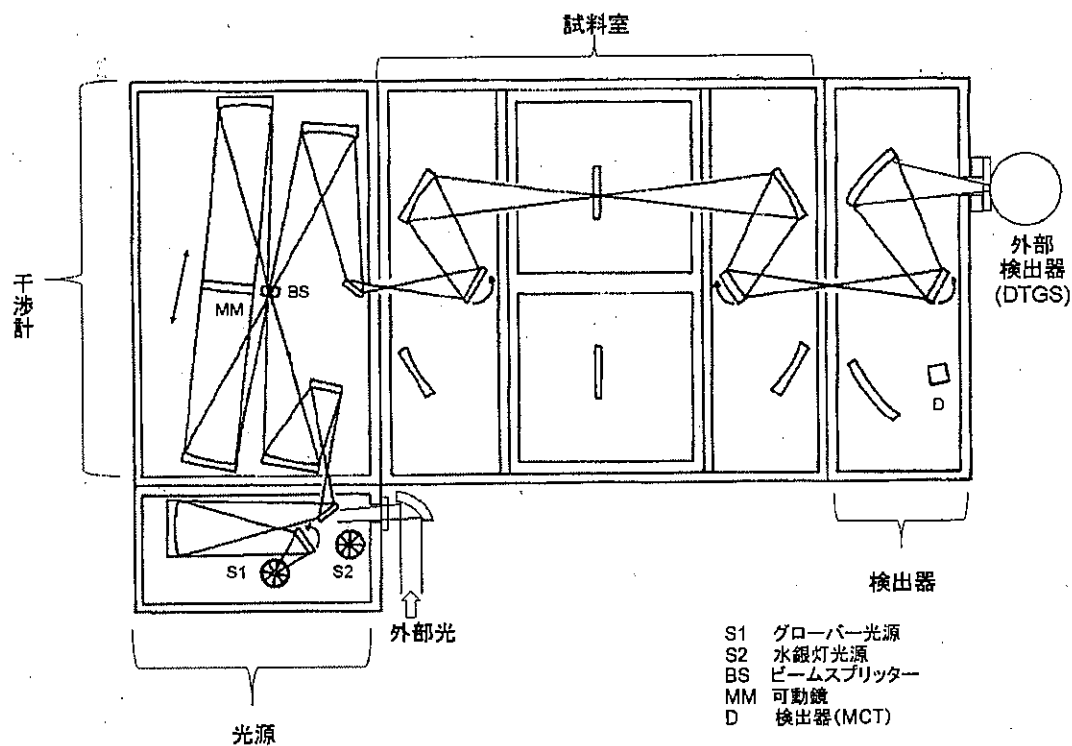 試料室
干渉計
MM
BS
外部
検出器
(DTGS)
D
S1
S2
外部光
検出器
光源
S1 グローバー光源
S2 水銀灯光源
BS ビームスプリッター
MM 可動鏡
D 検出器(MCT)